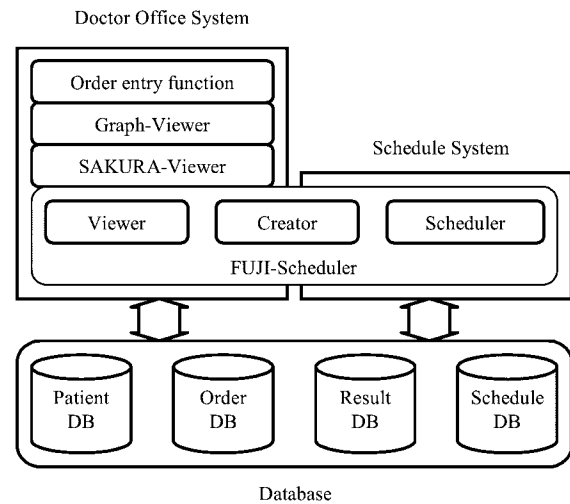 Doctor Office System
Order entry function
Graph-Viewer
SAKURA-Viewer
Schedule System
Viewer
Creator
Scheduler
FUJI-Scheduler
Patient
DB
Order
DB
Result
DB
Schedule
DB
Database